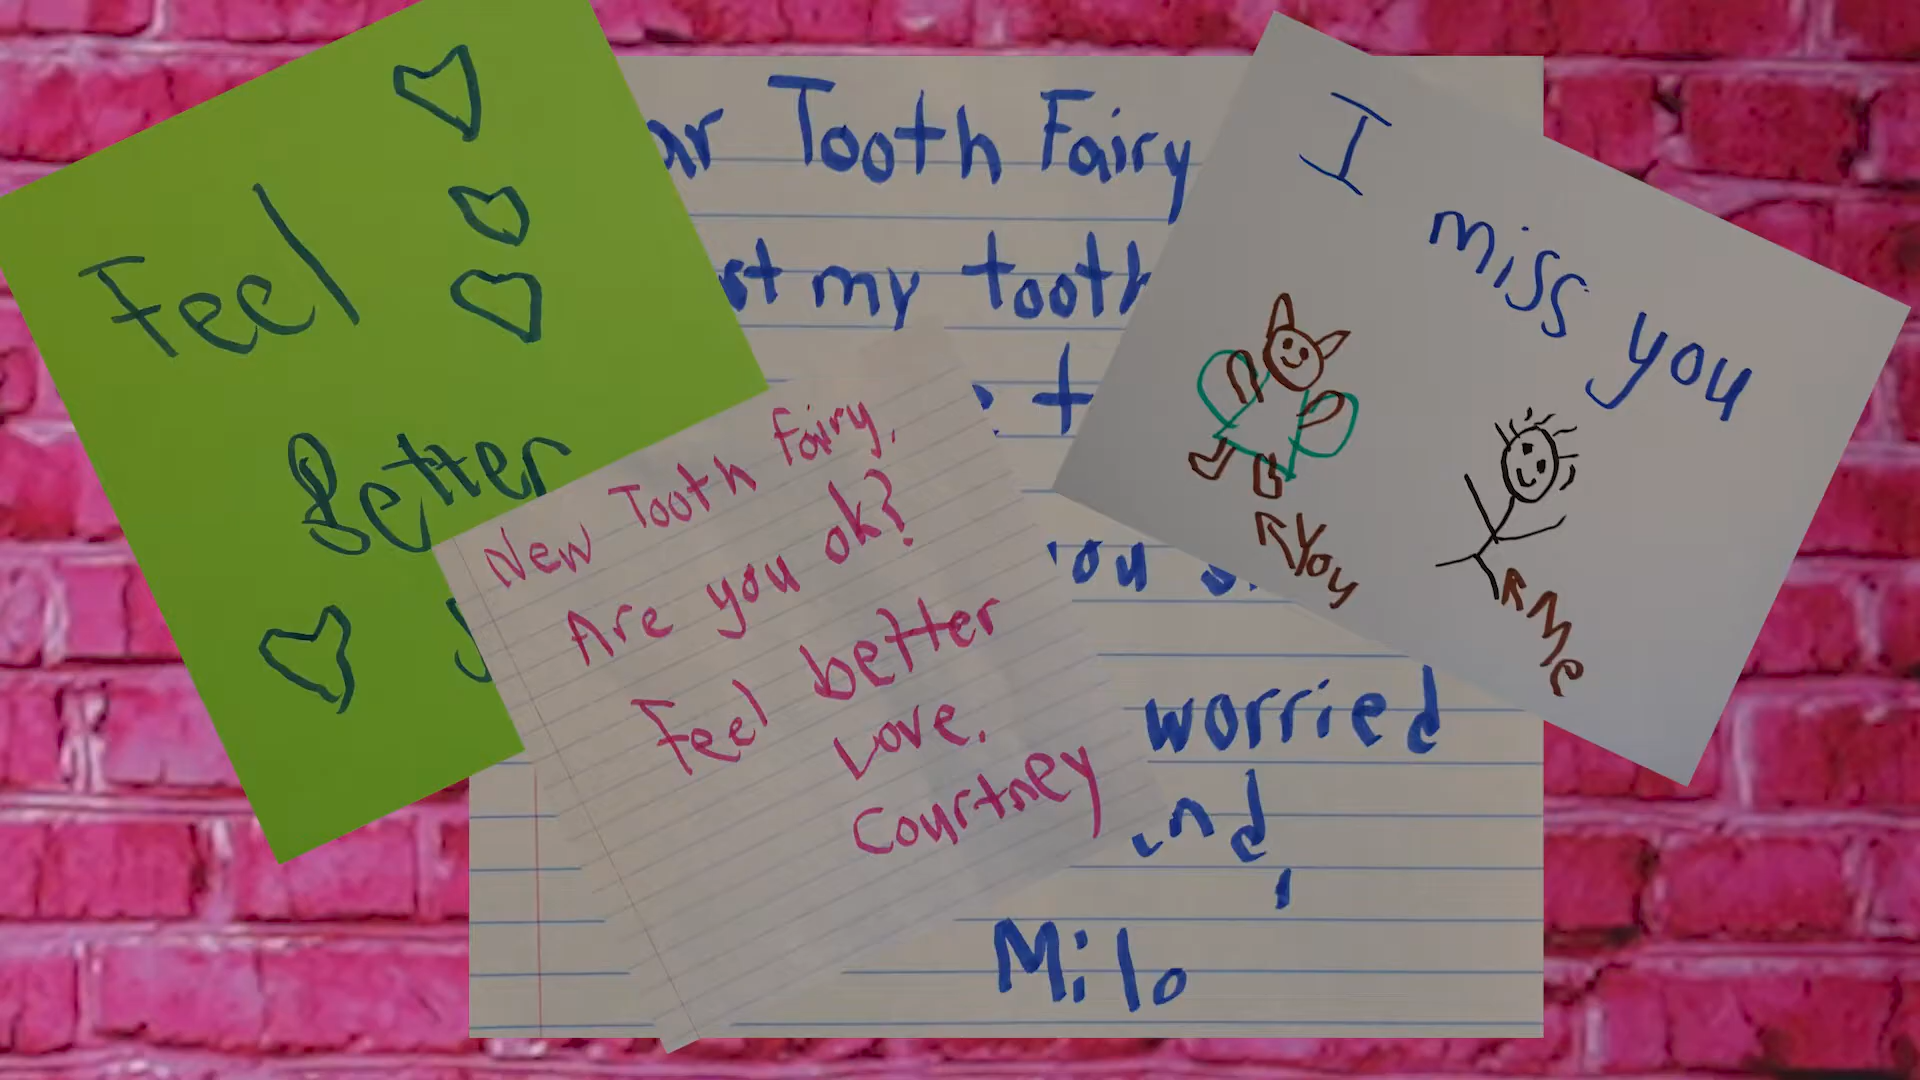 Feel
Better
Tooth Fairy
my tooth
worried
Milo
New Tooth Fairy,
Are you ok?
Feel better
Love,
Courtney
I
miss you
You
Me